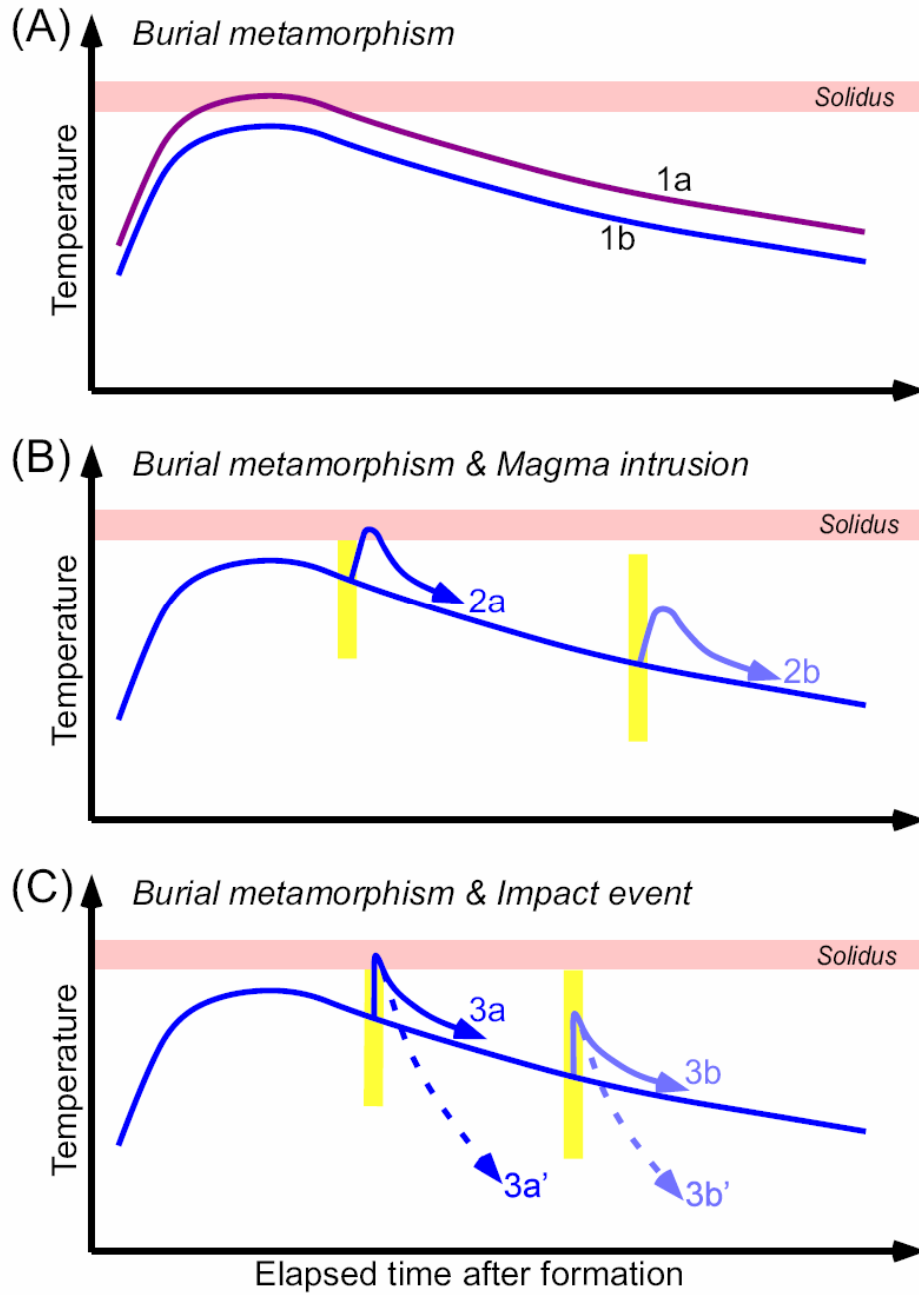 (A) Burial metamorphism
Solidus
Temperature
1a
1b
(B) Burial metamorphism & Magma intrusion
Solidus
Temperature
2a
2b
(C) Burial metamorphism & Impact event
Solidus
Temperature
3a
3b
3a’
3b’
Elapsed time after formation